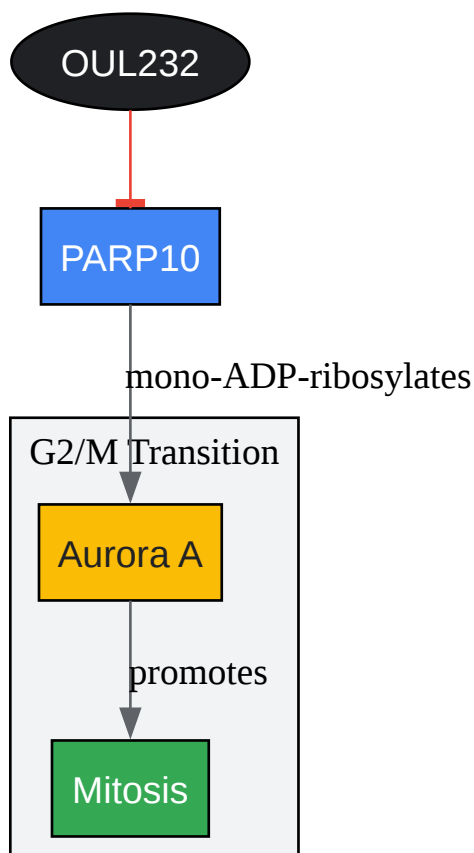 OUL232
PARP10
mono-ADP-ribosylates
G2/M Transition
Aurora A
promotes
Mitosis